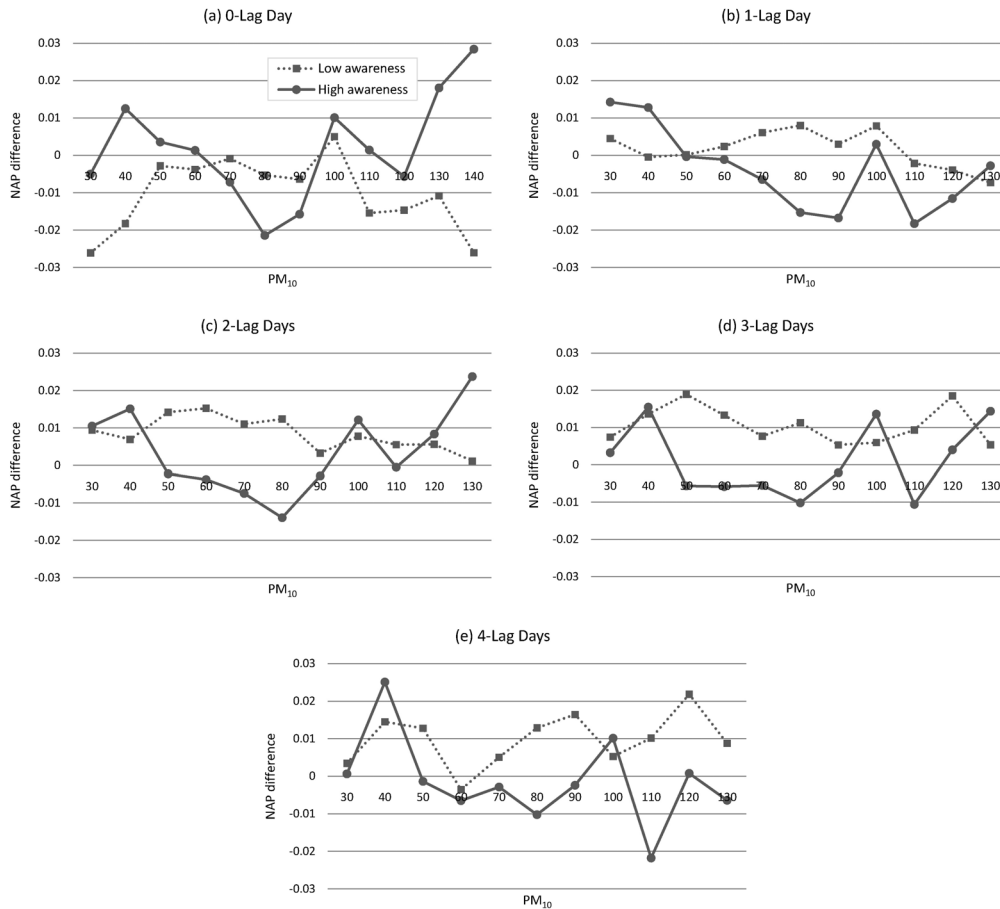 (a) 0-Lag Day
0.03
0.02
0.01
0
-0.01
-0.02
-0.03
NAP difference
Low awareness
High awareness
30 40 50 60 70 80 90 100 110 120 130 140
PM10
(b) 1-Lag Day
0.03
0.02
0.01
0
-0.01
-0.02
-0.03
NAP difference
30 40 50 60 70 80 90 100 110 120 130
PM10
(c) 2-Lag Days
0.03
0.02
0.01
0
-0.01
-0.02
-0.03
NAP difference
30 40 50 60 70 80 90 100 110 120 130
PM10
(d) 3-Lag Days
0.03
0.02
0.01
0
-0.01
-0.02
-0.03
NAP difference
30 40 50 60 70 80 90 100 110 120 130
PM10
(e) 4-Lag Days
0.03
0.02
0.01
0
-0.01
-0.02
-0.03
NAP difference
30 40 50 60 70 80 90 100 110 120 130
PM10